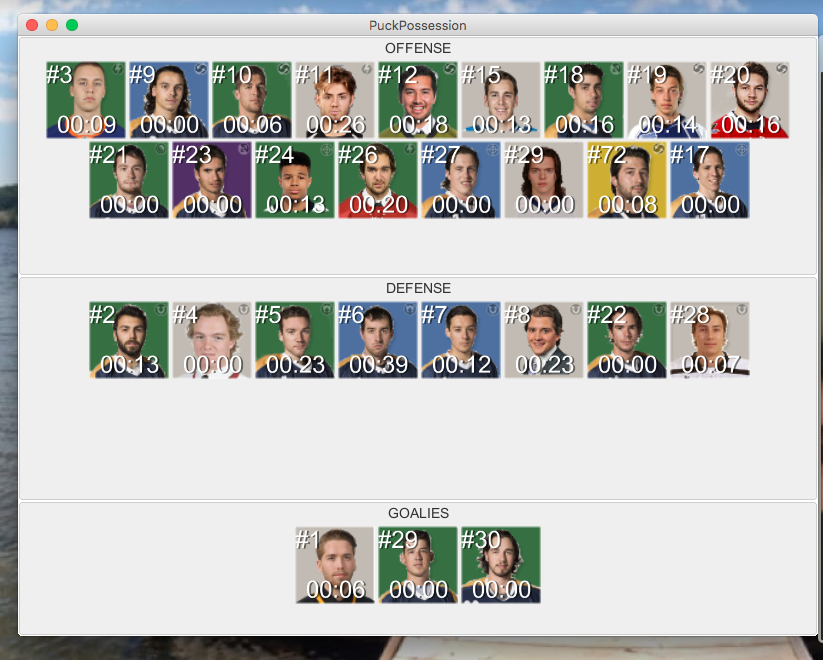 PuckPossession
OFFENSE
#3 #9 #10 #11 #12 #15 #18 #19 #20
00:09 00:00 00:06 00:26 00:18 00:13 00:16 00:14 00:16
#21 #23 #24 #26 #27 #29 #72 #17
00:00 00:00 00:13 00:20 00:00 00:00 00:08 00:00
DEFENSE
#2 #4 #5 #6 #7 #8 #22 #28
00:13 00:00 00:23 00:39 00:12 00:23 00:00 00:07
GOALIES
#1 #29 #30
00:06 00:00 00:00